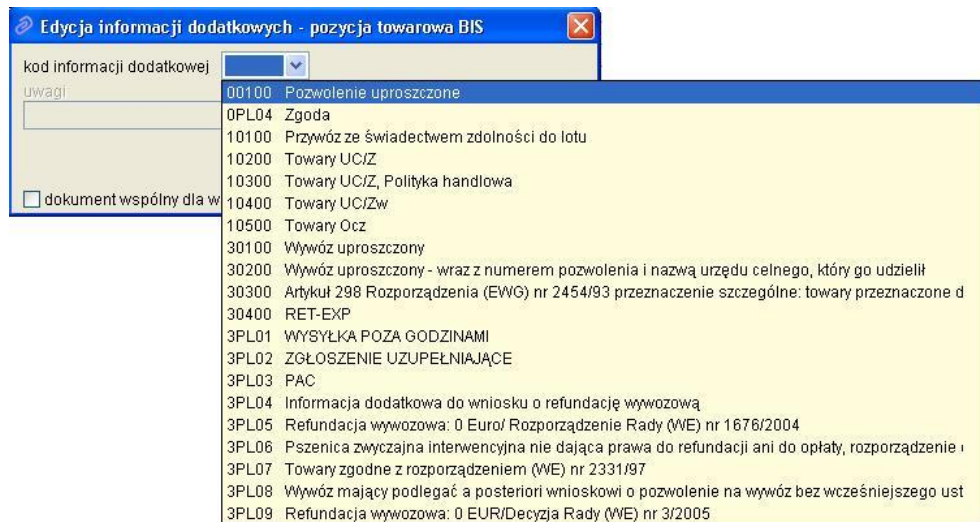 Edycja informacji dodatkowych - pozycja towarowa BIS
kod informacji dodatkowej
uwagi
00100 Pozwolenie uproszczone
0PL04 Zgoda
10100 Przywóz ze świadectwem zdolności do lotu
10200 Towary UC/Z
10300 Towary UC/Z, Polityka handlowa
dokument wspólny dla w
10400 Towary UC/Zw
10500 Towary Ocz
30100 Wywóz uproszczony
30200 Wywóz uproszczony - wraz z numerem pozwolenia i nazwą urzędu celnego, który go udzielił
30300 Artykuł 298 Rozporządzenia (EWG) nr 2454/93 przeznaczenie szczególne: towary przeznaczone d
30400 RET-EXP
3PL01 WYSYŁKA POZA GODZINAMI
3PL02 ZGŁOSZENIE UZUPEŁNIAJĄCE
3PL03 PAC
3PL04 Informacja dodatkowa do wniosku o refundację wywozową
3PL05 Refundacja wywozowa: 0 Euro/ Rozporządzenie Rady (WE) nr 1676/2004
3PL06 Pszenica zwyczajna interwencyjna nie dająca prawa do refundacji ani do opłaty, rozporządzenie
3PL07 Towary zgodne z rozporządzeniem (WE) nr 2331/97
3PL08 Wywóz mający podlegać a posteriori wnioskowi o pozwolenie na wywóz bez wcześniejszego ust
3PL09 Refundacja wywozowa: 0 EUR/Decyzja Rady (WE) nr 3/2005